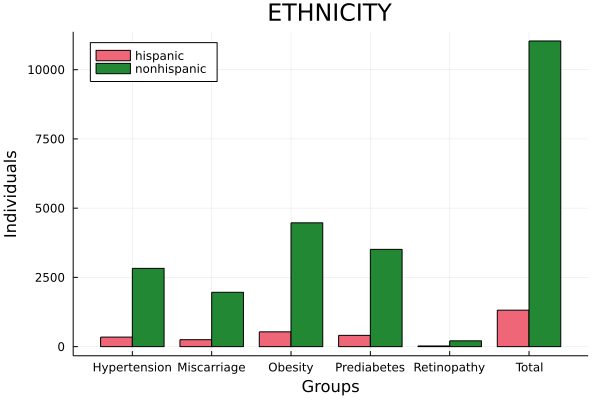 ETHNICITY
hispanic
nonhispanic
Individuals
10000
7500
5000
2500
0
Hypertension Miscarriage Obesity Prediabetes Retinopathy Total
Groups